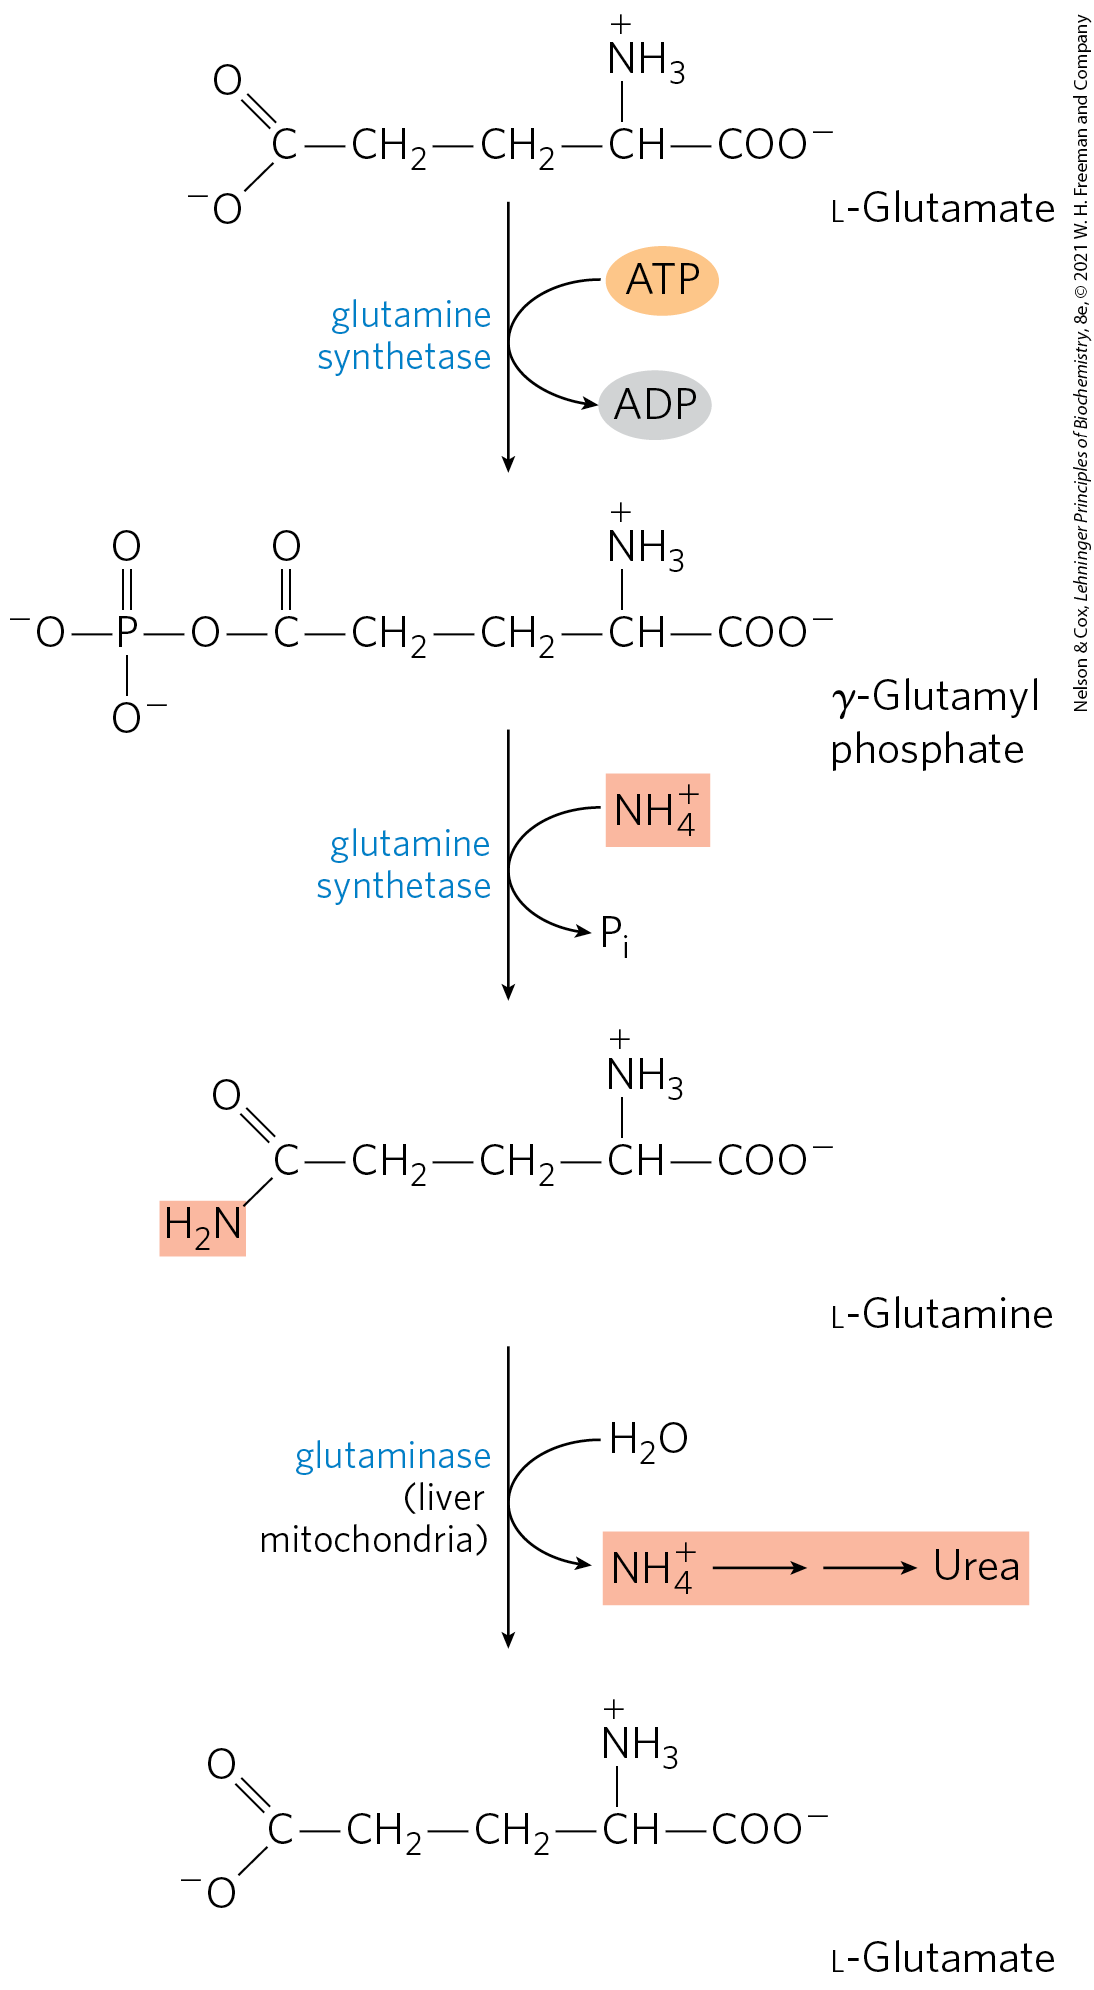 +
NH3
O
C—CH2—CH2—CH—COO−
−O
L-Glutamate
ATP
glutamine
synthetase
ADP
+
O O NH3
−O—P—O—C—CH2—CH2—CH—COO−
O−
γ-Glutamyl
phosphate
NH4+
glutamine
synthetase
Pi
+
NH3
O
C—CH2—CH2—CH—COO−
H2N
L-Glutamine
H2O
glutaminase
(liver
mitochondria)
NH4+ → → Urea
+
NH3
O
C—CH2—CH2—CH—COO−
−O
L-Glutamate
Nelson & Cox, Lehninger Principles of Biochemistry, 8e, © 2021 W. H. Freeman and Company